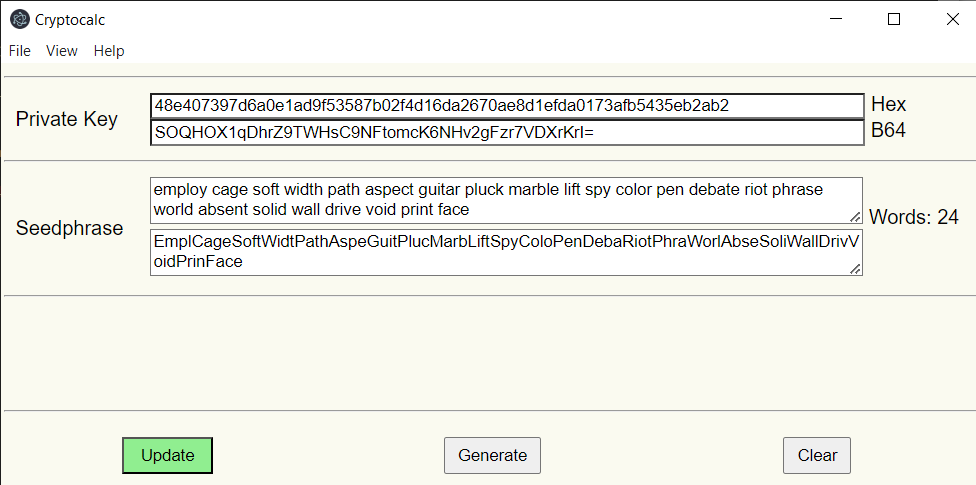 Cryptocalc
File View Help
Private Key
48e407397d6a0e1ad9f53587b02f4d16da2670ae8d1efda0173afb5435eb2ab2
Hex
SOQHOX1qDhrZ9TWHsC9NFtomcK6NHv2gFzr7VDXrKrI=
B64
Seedphrase
employ cage soft width path aspect guitar pluck marble lift spy color pen debate riot phrase
world absent solid wall drive void print face
Words: 24
EmplCageSoftWidtPathAspeGuitPlucMarbLiftSpyColoPenDebaRiotPhraWorlAbseSoliWallDrivV
oidPrinFace
Update Generate Clear